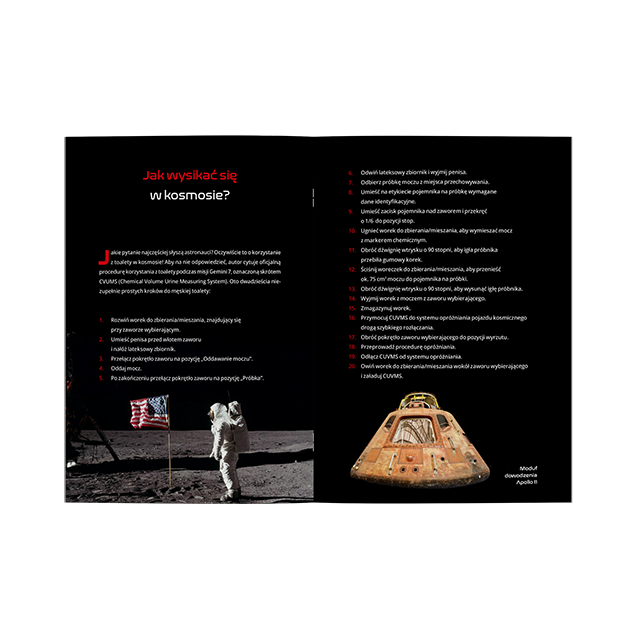 Jak wysikać się
w kosmosie?
Jakie pytanie najczęściej słyszą astronauci? Oczywiście to o korzystanie
z toalety w kosmosie! Aby na nie odpowiedzieć, autor cytuje oficjalną
procedurę korzystania z toalety podczas misji Gemini 7, oznaczoną skrótem
CVUMS (Chemical Volume Urine Measuring System). Oto dwadzieścia nie-
zupełnie prostych kroków do męskiej toalety:
1. Rozwiń worek do zbierania/mieszania, znajdujący się
przy zaworze wybierającym.
2. Umieść penisa przed wlotem zaworu
i nałóż lateksowy zbiornik.
3. Przełącz pokrętło zaworu na pozycję „Oddawanie moczu".
4. Oddaj mocz.
5. Po zakończeniu przełącz pokrętło zaworu na pozycję „Próbka".
6. Odwiń lateksowy zbiornik i wyjmij penisa.
7. Odbierz próbkę moczu z miejsca przechowywania.
8. Umieść na etykiecie pojemnika na próbkę wymagane
dane identyfikacyjne.
9. Umieść zacisk pojemnika nad zaworem i przekręć
o 1/6 do pozycji stop.
10. Ugnieć worek do zbierania/mieszania, aby wymieszać mocz
z markerem chemicznym.
11. Obróć dźwignię wtrysku o 90 stopni, aby igła próbnika
przebiła gumowy korek.
12. Ściśnij woreczek do zbierania/mieszania, aby przenieść
ok. 75 cm³ moczu do pojemnika na próbki.
13. Obróć dźwignię wtrysku o 90 stopni, aby wysunąć igłę próbnika.
14. Wyjmij worek z moczem z zaworu wybierającego.
15. Zmagazynuj worek.
16. Przymocuj CUVMS do systemu opróżniania pojazdu kosmicznego
drogą szybkiego rozłączania.
17. Obróć pokrętło zaworu wybierającego do pozycji wyrzutu.
18. Przeprowadź procedurę opróżniania.
19. Odłącz CUVMS od systemu opróżniania.
20. Owiń worek do zbierania/mieszania wokół zaworu wybierającego
i załaduj CUVMS.
Moduł
dowodzenia
Apollo 11